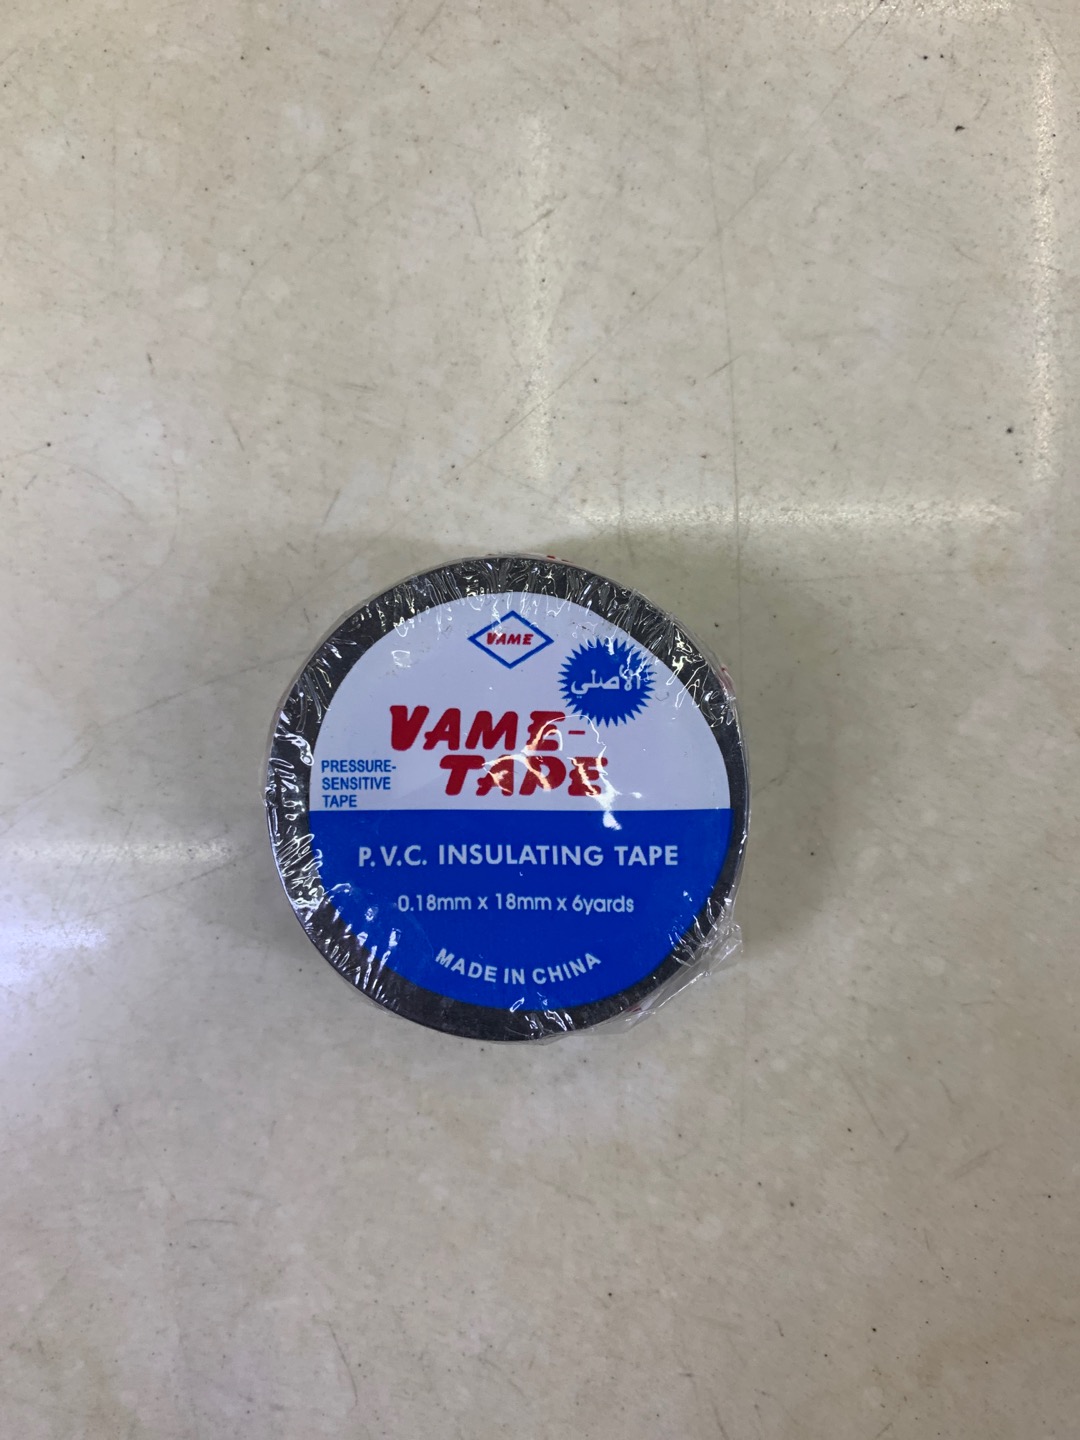 VAME
الأصلي
VAME-
TAPE
PRESSURE-
SENSITIVE
TAPE
P.V.C. INSULATING TAPE
0.18mm x 18mm x 6yards
MADE IN CHINA